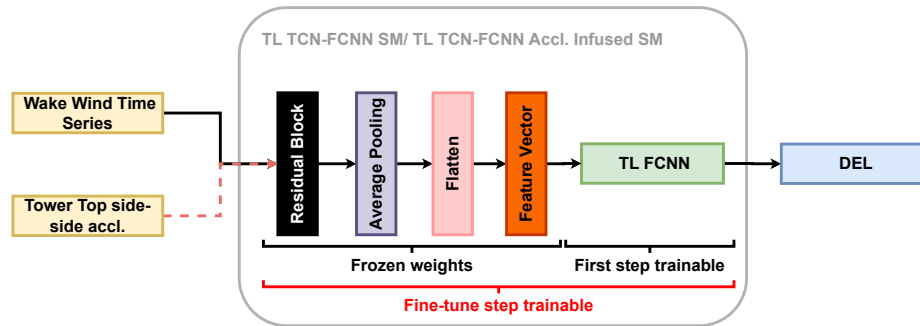 TL TCN-FCNN SM/ TL TCN-FCNN Accl. Infused SM
Wake Wind Time
Series
Tower Top side-
side accl.
Residual Block
Average Pooling
Flatten
Feature Vector
TL FCNN
DEL
Frozen weights
First step trainable
Fine-tune step trainable